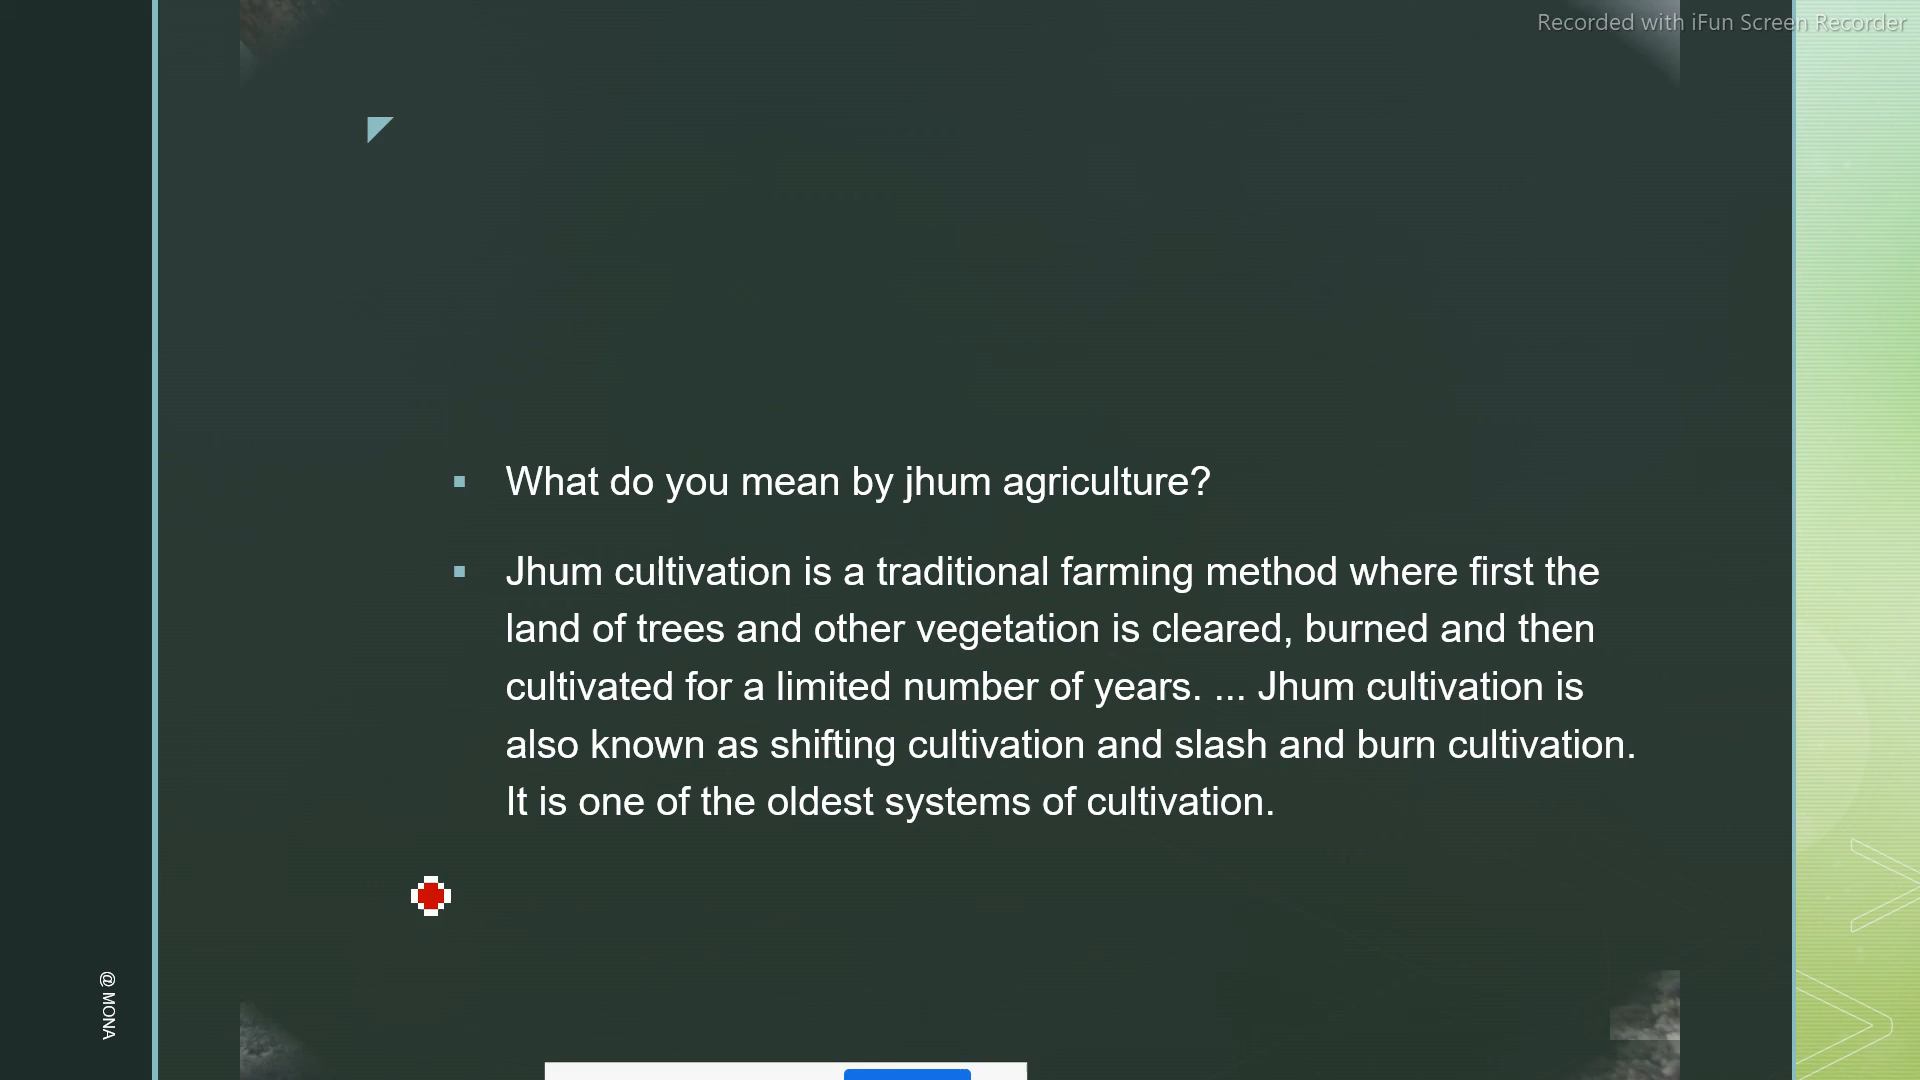 Recorded with iFun Screen Recorder
What do you mean by jhum agriculture?
Jhum cultivation is a traditional farming method where first the
land of trees and other vegetation is cleared, burned and then
cultivated for a limited number of years. ... Jhum cultivation is
also known as shifting cultivation and slash and burn cultivation.
It is one of the oldest systems of cultivation.
@ MONA